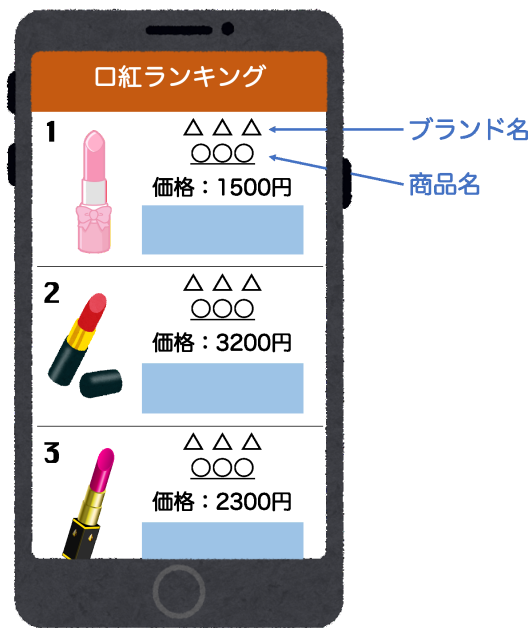 口紅ランキング
1
△ △ △
ブランド名
○○○
商品名
価格：1500円
2
△ △ △
○○○
価格：3200円
3
△ △ △
○○○
価格：2300円